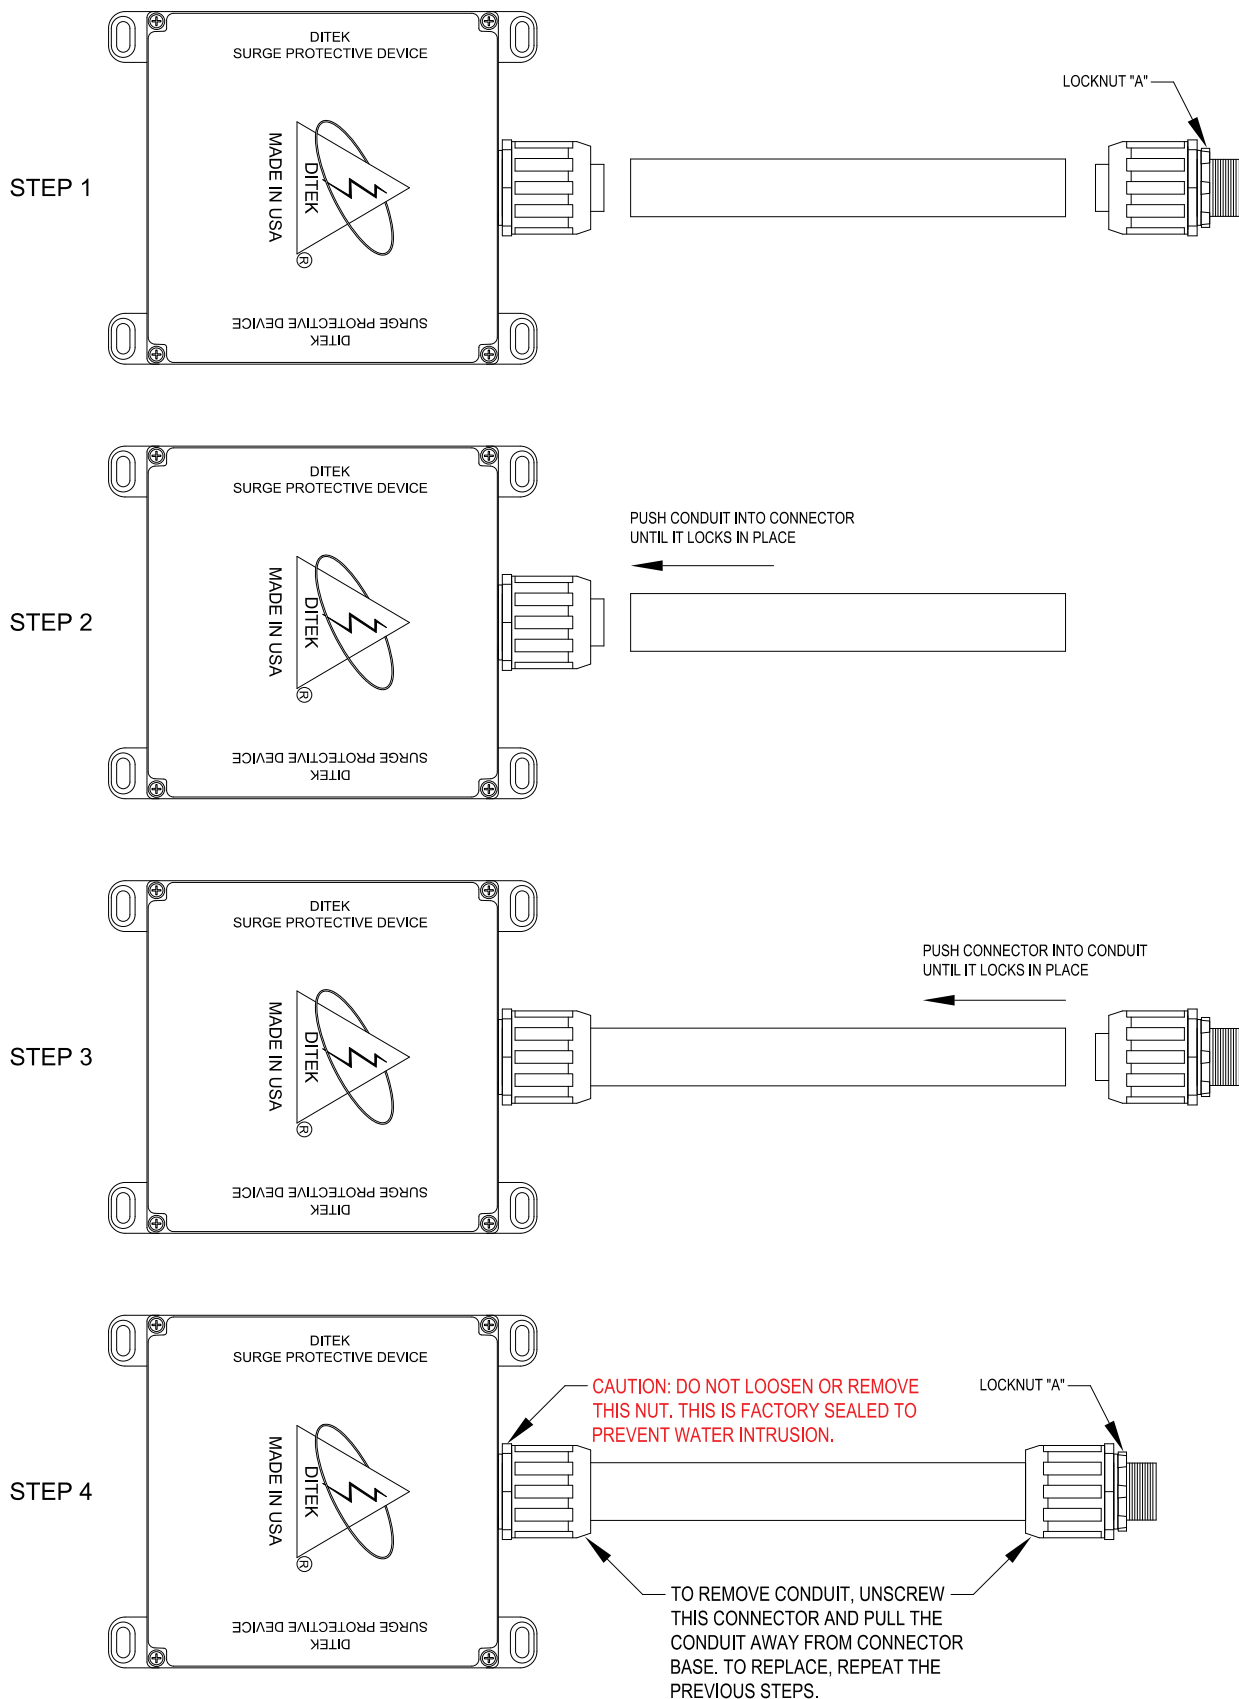 DITEK
SURGE PROTECTIVE DEVICE
LOCKNUT "A"
STEP 1
MADE IN USA
DITEK
®
SURGE PROTECTIVE DEVICE
DITEK
DITEK
SURGE PROTECTIVE DEVICE
PUSH CONDUIT INTO CONNECTOR
UNTIL IT LOCKS IN PLACE
STEP 2
MADE IN USA
DITEK
®
SURGE PROTECTIVE DEVICE
DITEK
DITEK
SURGE PROTECTIVE DEVICE
PUSH CONNECTOR INTO CONDUIT
UNTIL IT LOCKS IN PLACE
STEP 3
MADE IN USA
DITEK
®
SURGE PROTECTIVE DEVICE
DITEK
DITEK
SURGE PROTECTIVE DEVICE
CAUTION: DO NOT LOOSEN OR REMOVE
THIS NUT. THIS IS FACTORY SEALED TO
PREVENT WATER INTRUSION.
LOCKNUT "A"
STEP 4
MADE IN USA
DITEK
®
SURGE PROTECTIVE DEVICE
DITEK
TO REMOVE CONDUIT, UNSCREW
THIS CONNECTOR AND PULL THE
CONDUIT AWAY FROM CONNECTOR
BASE. TO REPLACE, REPEAT THE
PREVIOUS STEPS.